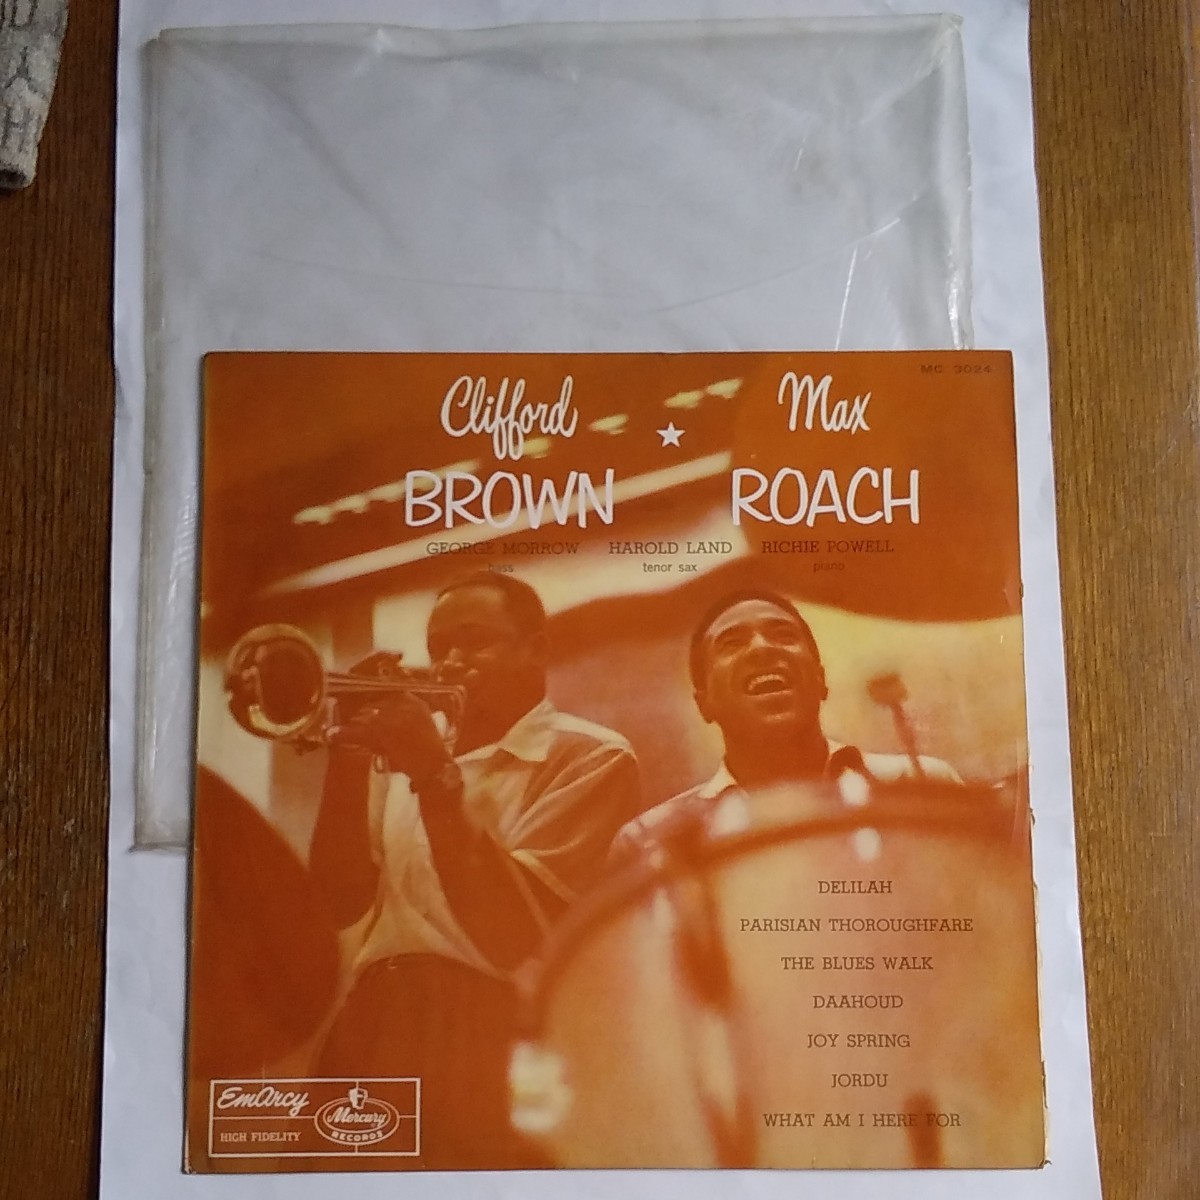 MC 3024
Clifford Max
BROWN ★ ROACH
GEORGE MORROW HAROLD LAND RICHIE POWELL
bass tenor sax piano
DELILAH
PARISIAN THOROUGHFARE
THE BLUES WALK
DAAHOUD
JOY SPRING
JORDU
WHAT AM I HERE FOR
EmArcy
HIGH FIDELITY
Mercury
RECORDS